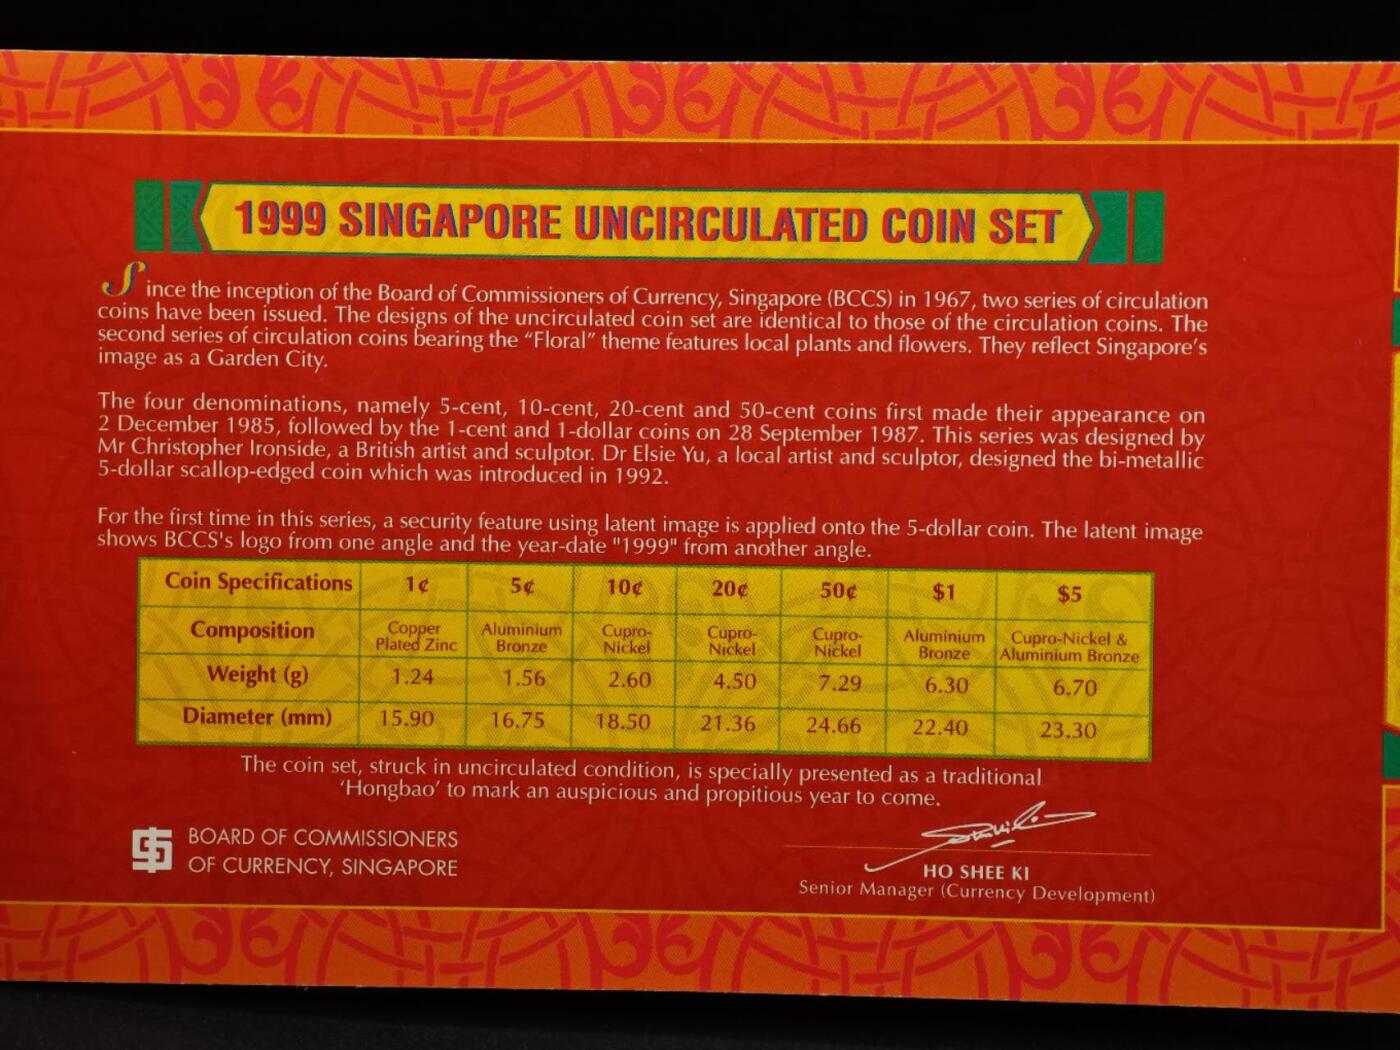 1999 SINGAPORE UNCIRCULATED COIN SET
Since the inception of the Board of Commissioners of Currency, Singapore (BCCS) in 1967, two series of circulation
coins have been issued. The designs of the uncirculated coin set are identical to those of the circulation coins. The
second series of circulation coins bearing the “Floral” theme features local plants and flowers. They reflect Singapore’s
image as a Garden City.
The four denominations, namely 5-cent, 10-cent, 20-cent and 50-cent coins first made their appearance on
2 December 1985, followed by the 1-cent and 1-dollar coins on 28 September 1987. This series was designed by
Mr Christopher Ironside, a British artist and sculptor. Dr Elsie Yu, a local artist and sculptor, designed the bi-metallic
5-dollar scallop-edged coin which was introduced in 1992.
For the first time in this series, a security feature using latent image is applied onto the 5-dollar coin. The latent image
shows BCCS's logo from one angle and the year-date "1999" from another angle.
Coin Specifications 1¢ 5¢ 10¢ 20¢ 50¢ $1 $5
Composition Copper Plated Zinc Aluminium Bronze Cupro-Nickel Cupro-Nickel Cupro-Nickel Aluminium Bronze Cupro-Nickel & Aluminium Bronze
Weight (g) 1.24 1.56 2.60 4.50 7.29 6.30 6.70
Diameter (mm) 15.90 16.75 18.50 21.36 24.66 22.40 23.30
The coin set, struck in uncirculated condition, is specially presented as a traditional
‘Hongbao’ to mark an auspicious and propitious year to come.
BOARD OF COMMISSIONERS
OF CURRENCY, SINGAPORE
HO SHEE KI
Senior Manager (Currency Development)